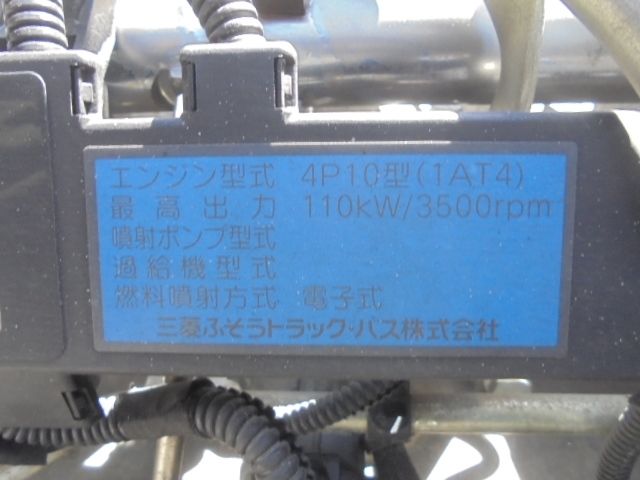 エンジン型式 4P10型(1AT4)
最高出力 110kW/3500rpm
噴射ポンプ型式
過給機型式
燃料噴射方式 電子式
三菱ふそうトラック・バス株式会社